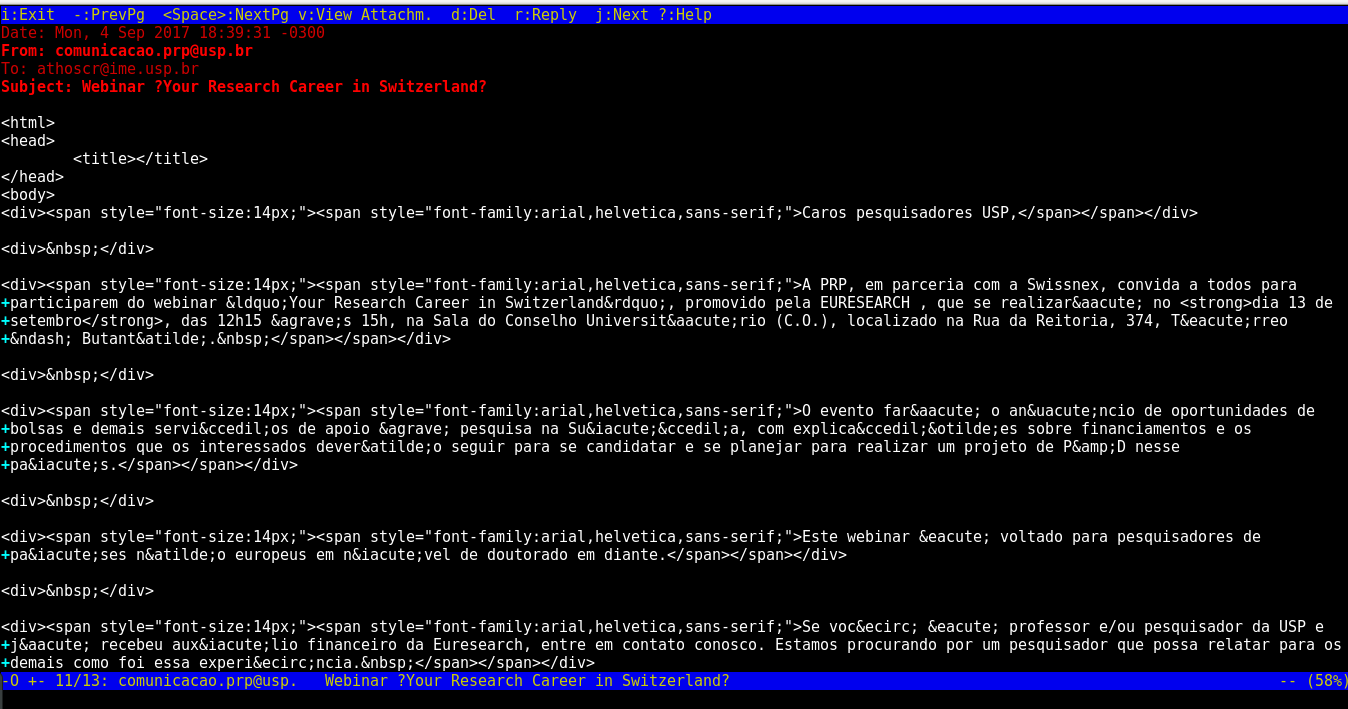 i:Exit  -:PrevPg  <Space>:NextPg v:View Attachm.  d:Del  r:Reply  j:Next ?:Help
Date: Mon, 4 Sep 2017 18:39:31 -0300
From: comunicacao.prp@usp.br
To: athoscr@ime.usp.br
Subject: Webinar ?Your Research Career in Switzerland?
<html>
<head>
        <title></title>
</head>
<body>
<div><span style="font-size:14px;"><span style="font-family:arial,helvetica,sans-serif;">Caros pesquisadores USP,</span></span></div>
<div>&nbsp;</div>
<div><span style="font-size:14px;"><span style="font-family:arial,helvetica,sans-serif;">A PRP, em parceria com a Swissnex, convida a todos para
+participarem do webinar &ldquo;Your Research Career in Switzerland&rdquo;, promovido pela EURESEARCH , que se realizar&aacute; no <strong>dia 13 de
+setembro</strong>, das 12h15 &agrave;s 15h, na Sala do Conselho Universit&aacute;rio (C.O.), localizado na Rua da Reitoria, 374, T&eacute;rreo
+&ndash; Butant&atilde;.&nbsp;</span></span></div>
<div>&nbsp;</div>
<div><span style="font-size:14px;"><span style="font-family:arial,helvetica,sans-serif;">O evento far&aacute; o an&uacute;ncio de oportunidades de
+bolsas e demais servi&ccedil;os de apoio &agrave; pesquisa na Su&iacute;&ccedil;a, com explica&ccedil;&otilde;es sobre financiamentos e os
+procedimentos que os interessados dever&atilde;o seguir para se candidatar e se planejar para realizar um projeto de P&amp;D nesse
+pa&iacute;s.</span></span></div>
<div>&nbsp;</div>
<div><span style="font-size:14px;"><span style="font-family:arial,helvetica,sans-serif;">Este webinar &eacute; voltado para pesquisadores de
+pa&iacute;ses n&atilde;o europeus em n&iacute;vel de doutorado em diante.</span></span></div>
<div>&nbsp;</div>
<div><span style="font-size:14px;"><span style="font-family:arial,helvetica,sans-serif;">Se voc&ecirc; &eacute; professor e/ou pesquisador da USP e
+j&aacute; recebeu aux&iacute;lio financeiro da Euresearch, entre em contato conosco. Estamos procurando por um pesquisador que possa relatar para os
+demais como foi essa experi&ecirc;ncia.&nbsp;</span></span></div>
-O +- 11/13: comunicacao.prp@usp.   Webinar ?Your Research Career in Switzerland?   -- (58%)